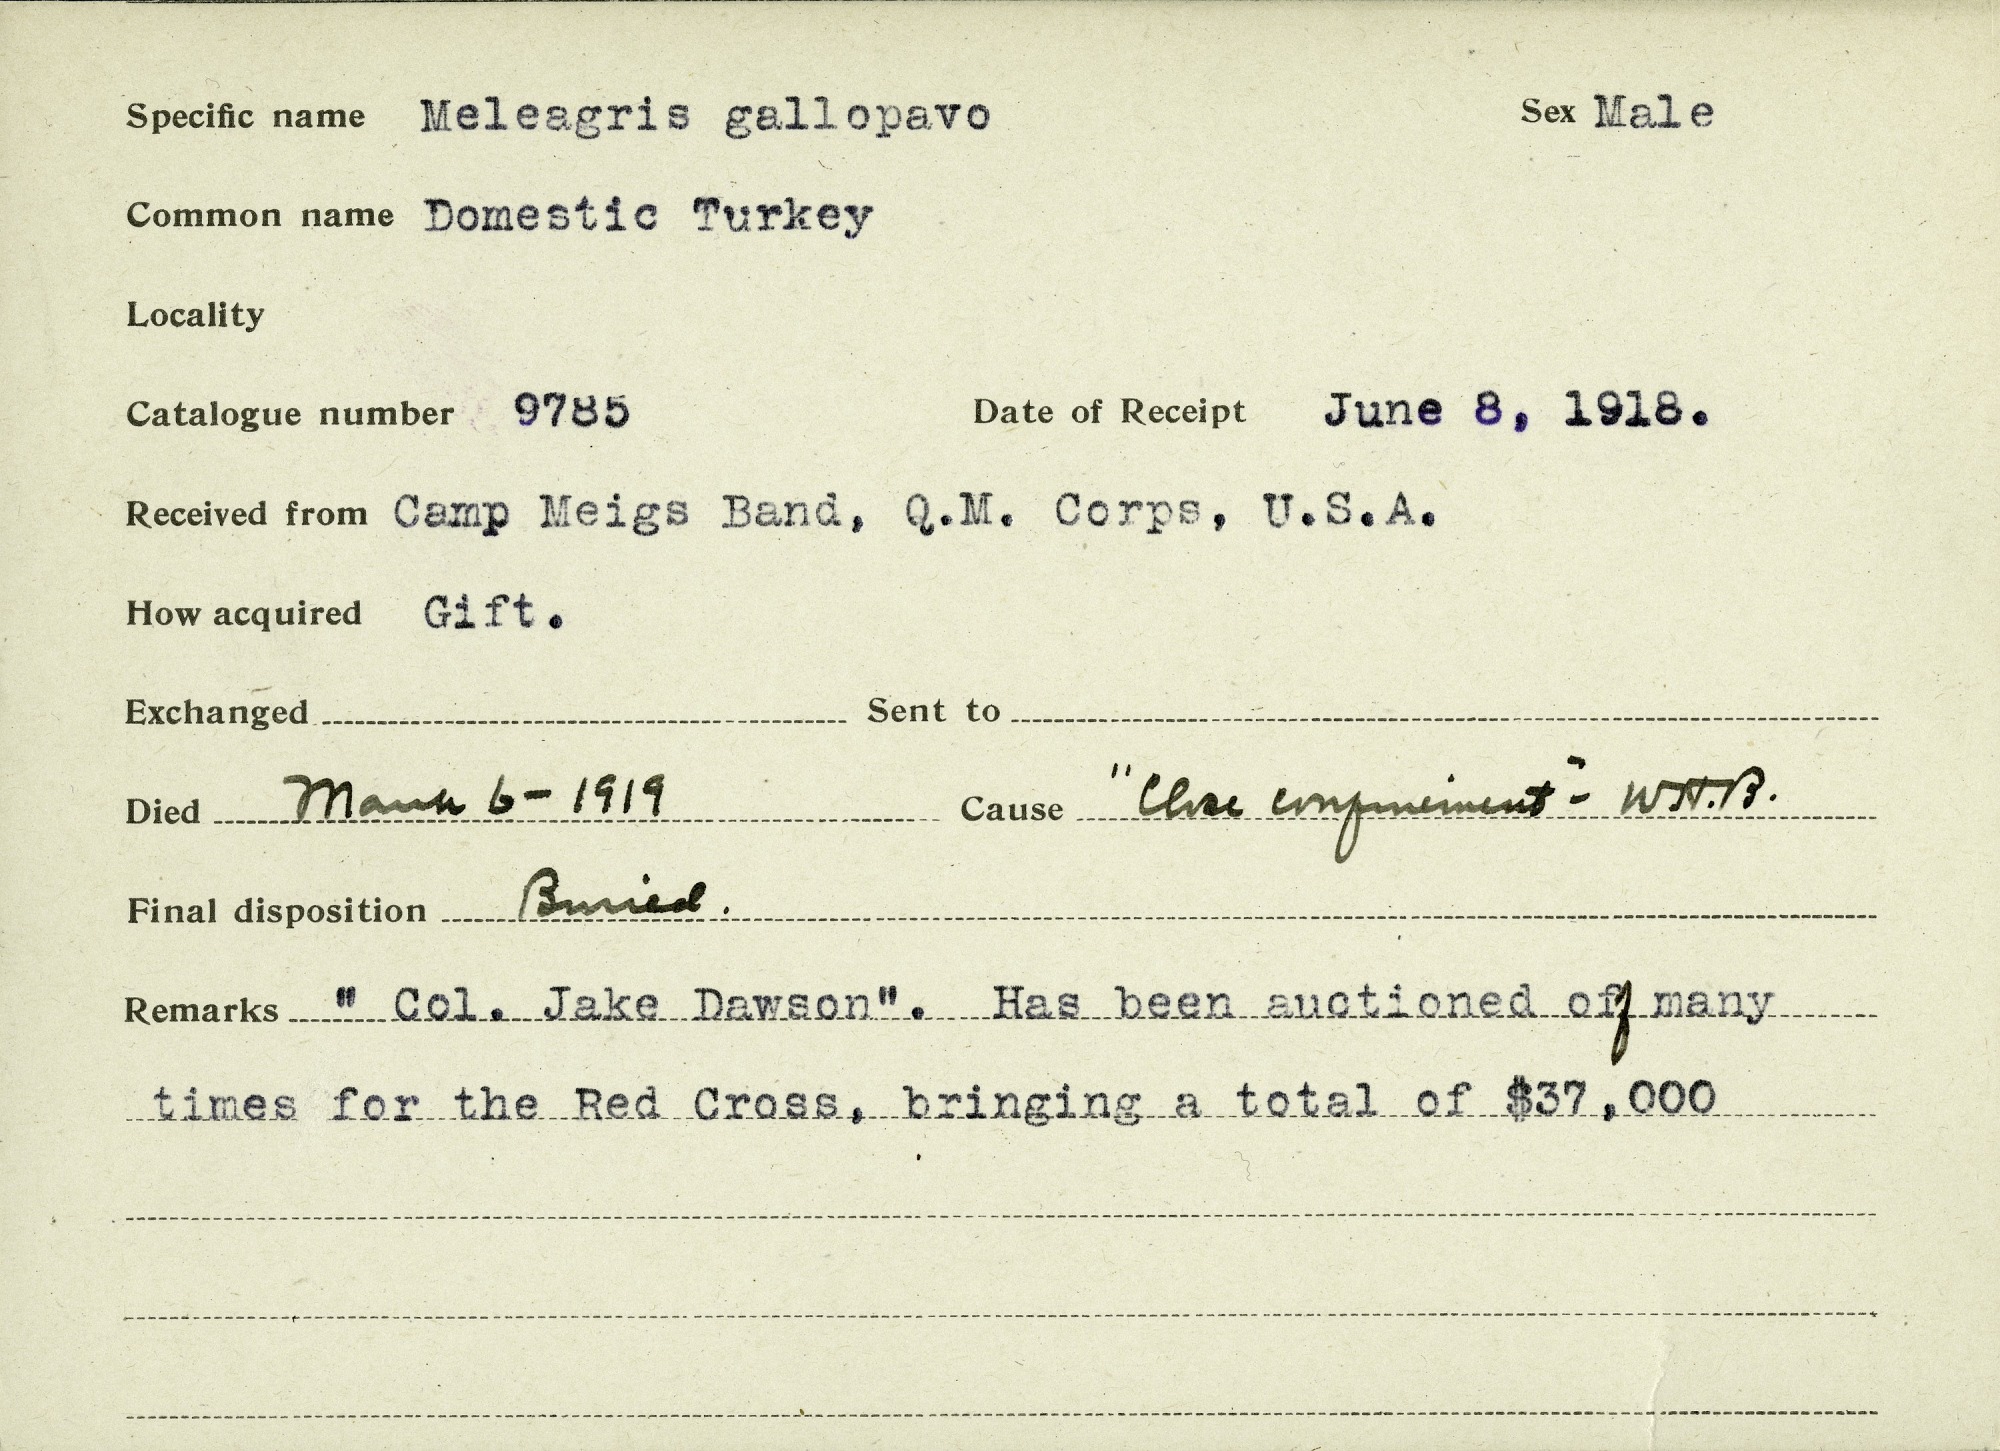 Specific name Meleagris gallopavo Sex Male
Common name Domestic Turkey
Locality
Catalogue number 9785 Date of Receipt June 8, 1918.
Received from Camp Meigs Band, Q.M. Corps, U.S.A.
How acquired Gift.
Exchanged Sent to
Died March 6 - 1919 Cause "Close confinement" - W.H.B.
Final disposition Buried.
Remarks " Col. Jake Dawson". Has been auctioned off many
times for the Red Cross, bringing a total of $37,000